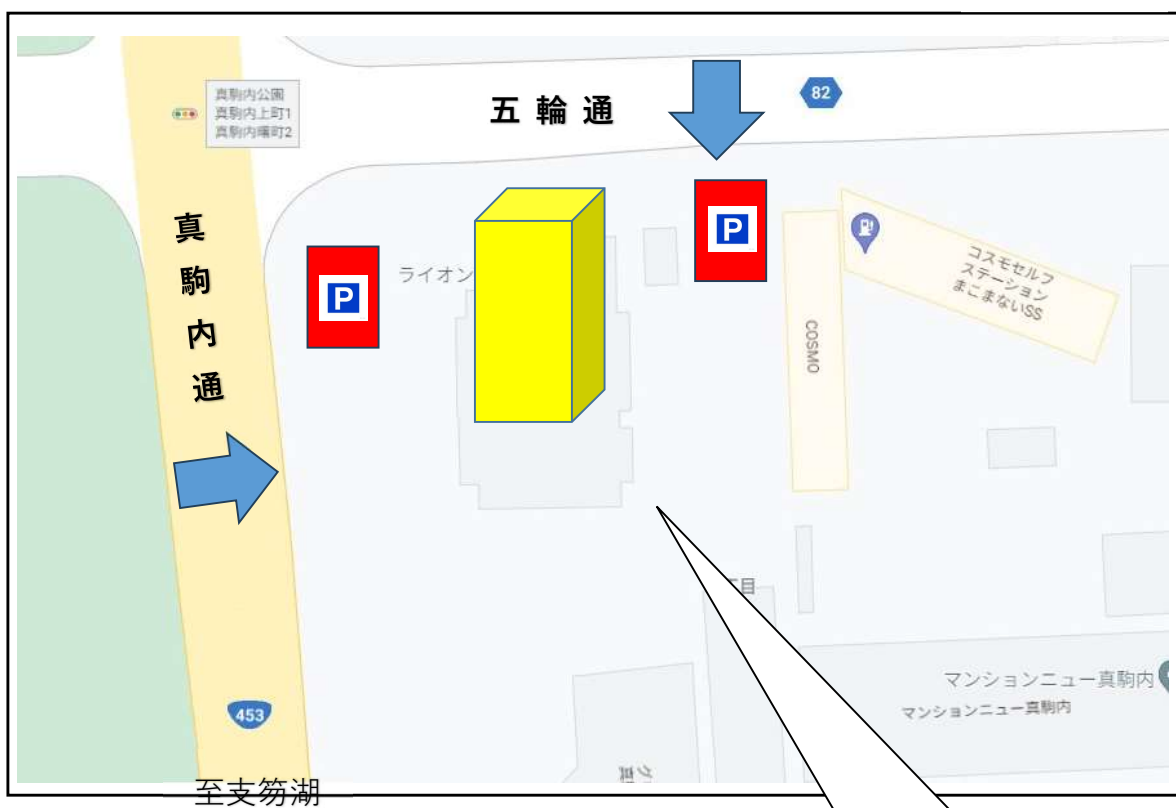 真駒内公園
真駒内上町1
真駒内曙町2
五輪通
82
真駒内通
P
P
ライオン
コスモセルフ
ステーション
まこまないSS
COSMO
丁目
マンションニュー真駒内
マンションニュー真駒内
453
至支笏湖